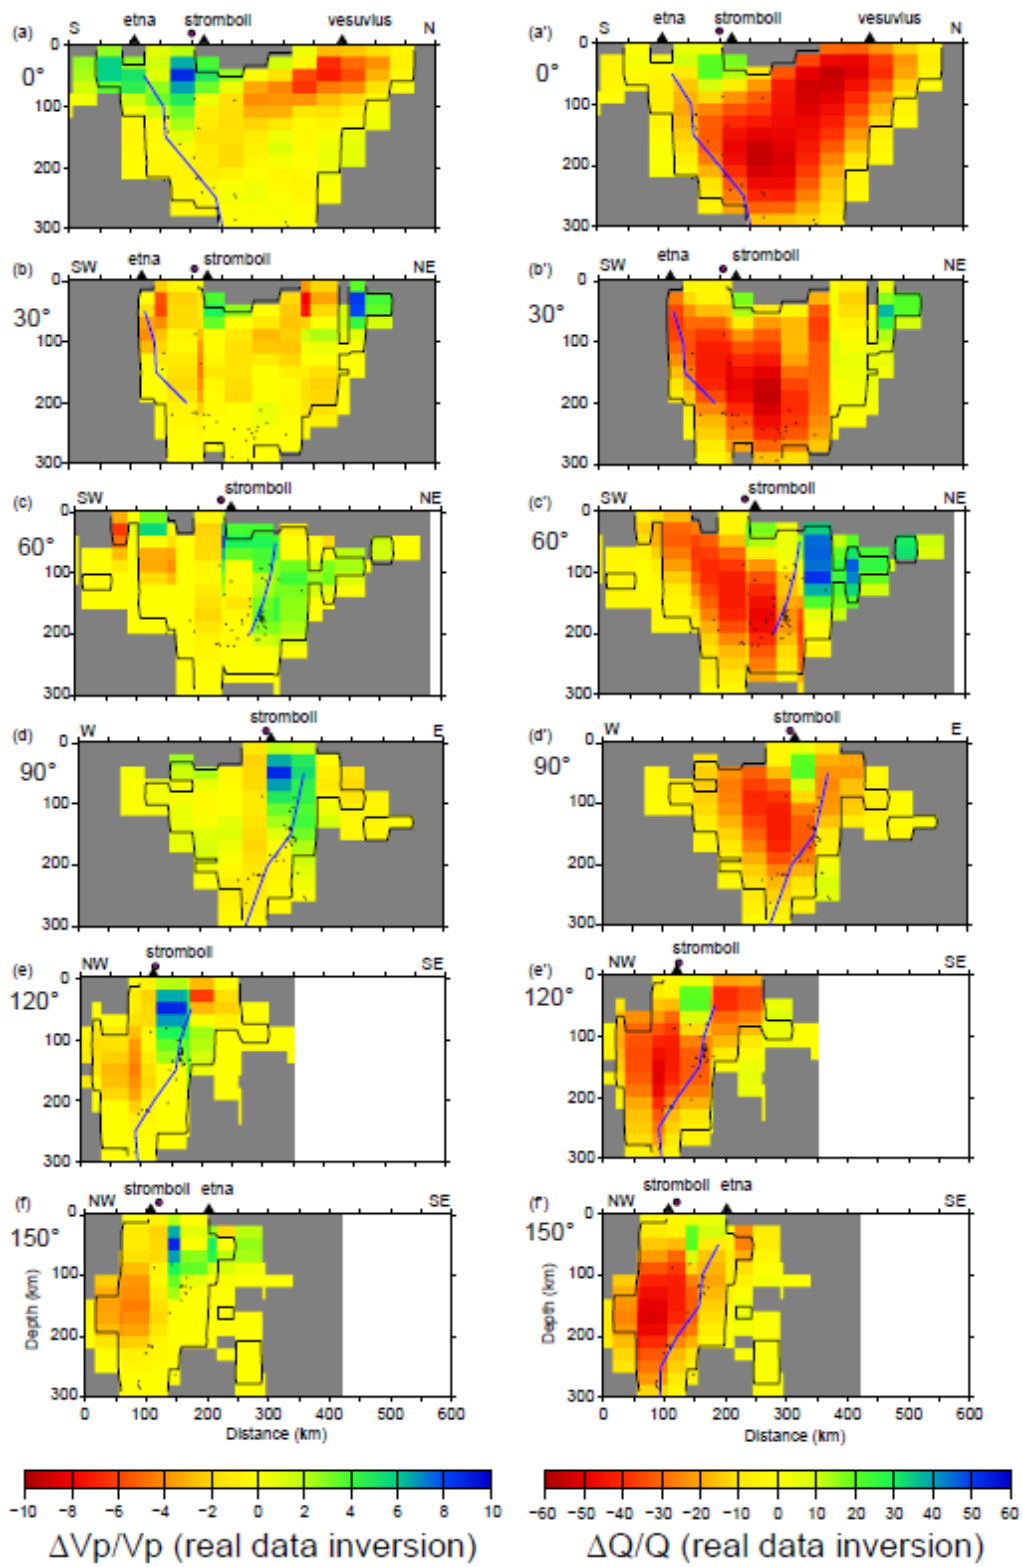 (a) S etna stromboli vesuvius N
0°
0
100
200
300
(a') S etna stromboli vesuvius N
0°
0
100
200
300
(b) SW etna stromboli NE
30°
0
100
200
300
(b') SW etna stromboli NE
30°
0
100
200
300
(c) SW stromboli NE
60°
0
100
200
300
(c') SW stromboli NE
60°
0
100
200
300
(d) W stromboli E
90°
0
100
200
300
(d') W stromboli E
90°
0
100
200
300
(e) NW stromboli SE
120°
0
100
200
300
(e') NW stromboli SE
120°
0
100
200
300
(f) NW stromboli etna SE
150°
0
100
200
300
Depth (km)
0 100 200 300 400 500 600
Distance (km)
(f') NW stromboli etna SE
150°
0
100
200
300
Depth (km)
0 100 200 300 400 500 600
Distance (km)
−10 −8 −6 −4 −2 0 2 4 6 8 10
ΔVp/Vp (real data inversion)
−60 −50 −40 −30 −20 −10 0 10 20 30 40 50 60
ΔQ/Q (real data inversion)